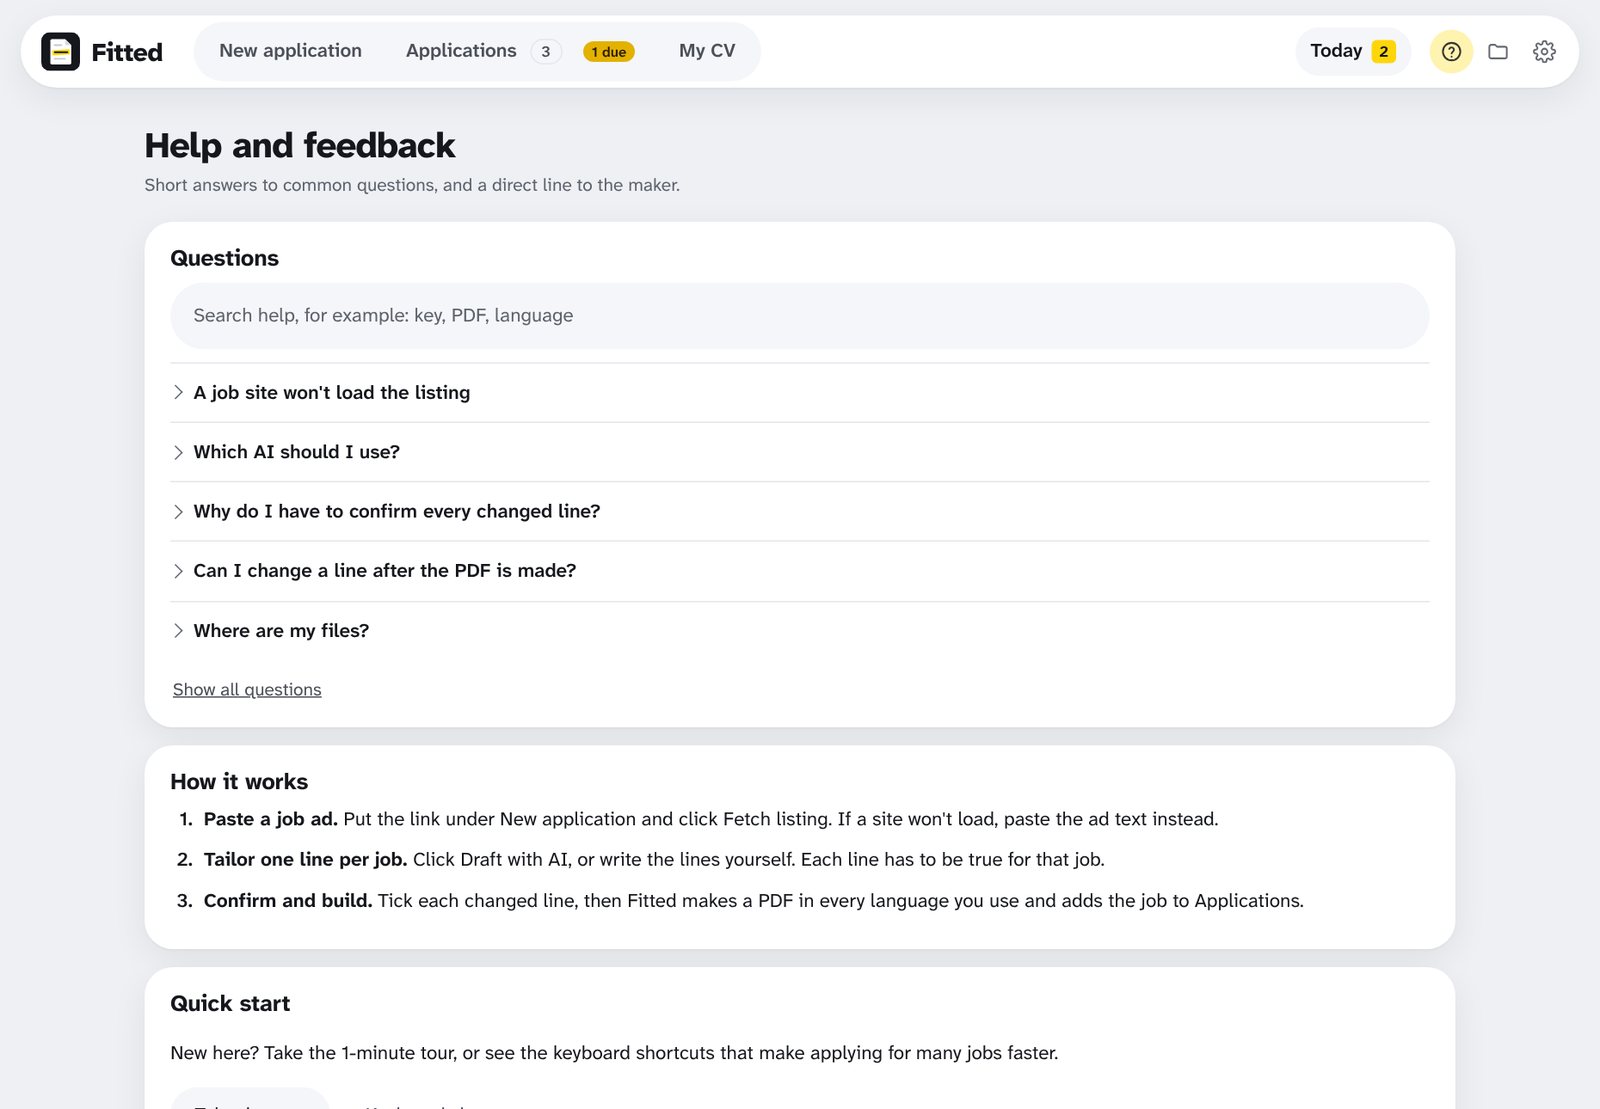 Fitted
New application
Applications 3 1 due
My CV
Today 2
Help and feedback
Short answers to common questions, and a direct line to the maker.
Questions
Search help, for example: key, PDF, language
A job site won't load the listing
Which AI should I use?
Why do I have to confirm every changed line?
Can I change a line after the PDF is made?
Where are my files?
Show all questions
How it works
1. Paste a job ad. Put the link under New application and click Fetch listing. If a site won't load, paste the ad text instead.
2. Tailor one line per job. Click Draft with AI, or write the lines yourself. Each line has to be true for that job.
3. Confirm and build. Tick each changed line, then Fitted makes a PDF in every language you use and adds the job to Applications.
Quick start
New here? Take the 1-minute tour, or see the keyboard shortcuts that make applying for many jobs faster.